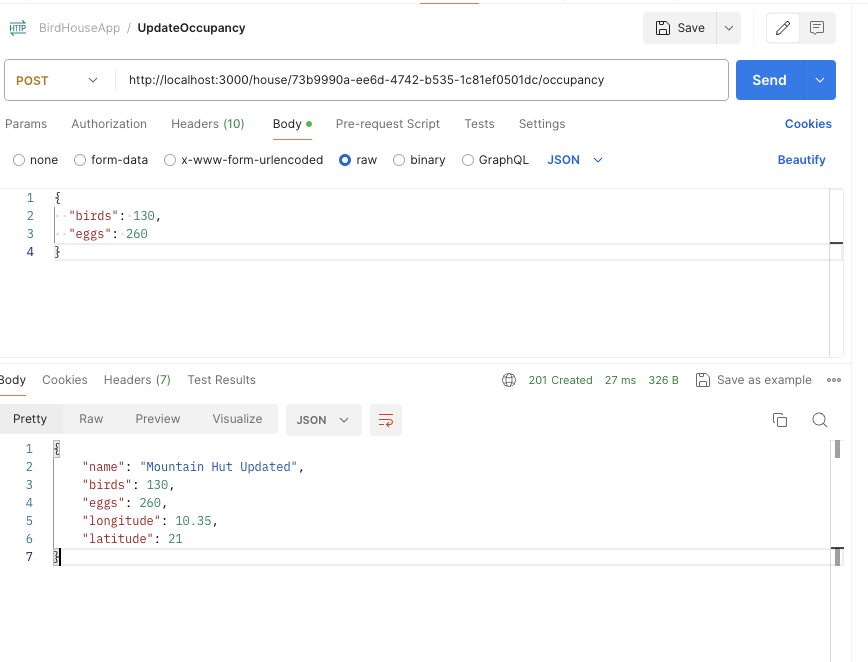 HTTP BirdHouseApp / UpdateOccupancy Save
POST http://localhost:3000/house/73b9990a-ee6d-4742-b535-1c81ef0501dc/occupancy Send
Params Authorization Headers (10) Body Pre-request Script Tests Settings Cookies
none form-data x-www-form-urlencoded raw binary GraphQL JSON Beautify
1 {
2 "birds": 130,
3 "eggs": 260
4 }
Body Cookies Headers (7) Test Results 201 Created 27 ms 326 B Save as example
Pretty Raw Preview Visualize JSON
1 {
2 "name": "Mountain Hut Updated",
3 "birds": 130,
4 "eggs": 260,
5 "longitude": 10.35,
6 "latitude": 21
7 }